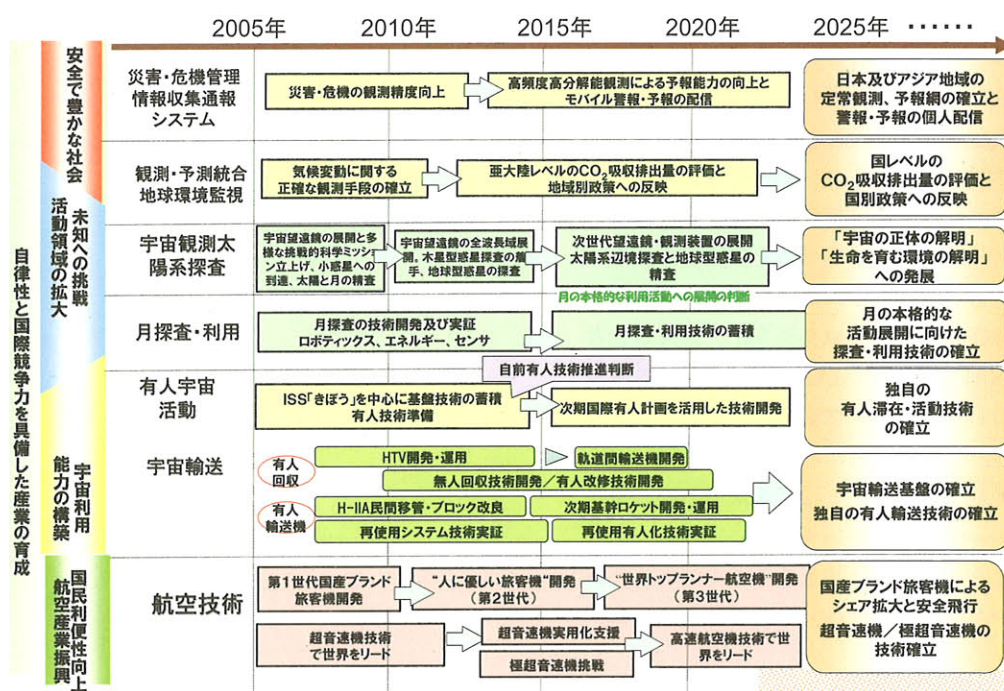 2005年
2010年
2015年
2020年
2025年 ……
自律性と国際競争力を具備した産業の育成
安全で豊かな社会
未知への挑戦
活動領域の拡大
宇宙利用
能力の構築
国民利便性向上
航空産業振興
災害・危機管理
情報収集通報
システム
災害・危機の観測精度向上
高頻度高分解能観測による予報能力の向上と
モバイル警報・予報の配信
日本及びアジア地域の
定常観測、予報網の確立と
警報・予報の個人配信
観測・予測統合
地球環境監視
気候変動に関する
正確な観測手段の確立
亜大陸レベルのCO2吸収排出量の評価と
地域別政策への反映
国レベルの
CO2吸収排出量の評価と
国別政策への反映
宇宙観測太
陽系探査
宇宙望遠鏡の展開と多
様な挑戦的科学ミッショ
ン立上げ、小惑星への
到達、太陽と月の精査
宇宙望遠鏡の全波長域展
開、木星型惑星探査の着
手、地球型惑星の探査
次世代望遠鏡・観測装置の展開
太陽系辺境探査と地球型惑星の
精査
「宇宙の正体の解明」
「生命を育む環境の解明」
への発展
月の本格的な利用活動への展開の判断
月探査・利用
月探査の技術開発及び実証
ロボティックス、エネルギー、センサ
月探査・利用技術の蓄積
月の本格的な
活動展開に向けた
探査・利用技術の確立
自前有人技術推進判断
有人宇宙
活動
ISS「きぼう」を中心に基盤技術の蓄積
有人技術準備
次期国際有人計画を活用した技術開発
独自の
有人滞在・活動技術
の確立
宇宙輸送
有人
回収
有人
輸送機
HTV開発・運用
軌道間輸送機開発
無人回収技術開発／有人改修技術開発
H-IIA民間移管・ブロック改良
次期基幹ロケット開発・運用
再使用システム技術実証
再使用有人化技術実証
宇宙輸送基盤の確立
独自の有人輸送技術の確立
航空技術
第1世代国産ブランド
旅客機開発
“人に優しい旅客機“開発
（第2世代）
“世界トップランナー航空機”開発
（第3世代）
超音速機技術
で世界をリード
超音速機実用化支援
極超音速機挑戦
高速航空機技術で世
界をリード
国産ブランド旅客機による
シェア拡大と安全飛行
超音速機／極超音速機の
技術確立